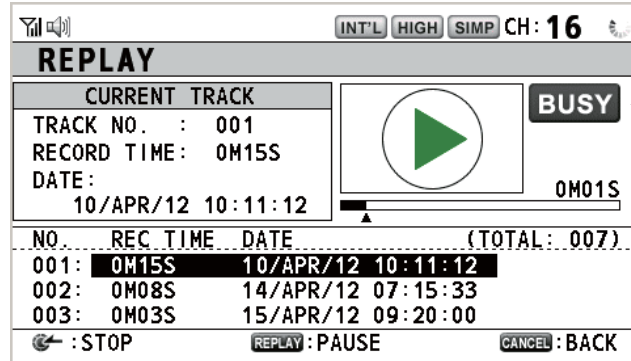 INT'L HIGH SIMP CH: 16
REPLAY
CURRENT TRACK
TRACK NO. : 001
RECORD TIME: 0M15S
DATE:
10/APR/12 10:11:12
BUSY
0M01S
NO. REC TIME DATE (TOTAL: 007)
001: 0M15S 10/APR/12 10:11:12
002: 0M08S 14/APR/12 07:15:33
003: 0M03S 15/APR/12 09:20:00
:STOP REPLAY:PAUSE CANCEL:BACK